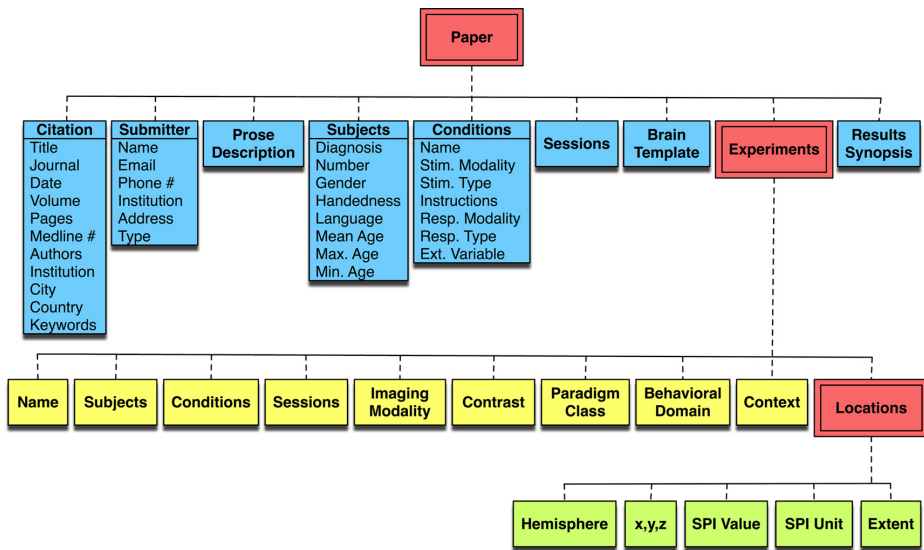 Paper
Citation
Title
Journal
Date
Volume
Pages
Medline #
Authors
Institution
City
Country
Keywords
Submitter
Name
Email
Phone #
Institution
Address
Type
Prose
Description
Subjects
Diagnosis
Number
Gender
Handedness
Language
Mean Age
Max. Age
Min. Age
Conditions
Name
Stim. Modality
Stim. Type
Instructions
Resp. Modality
Resp. Type
Ext. Variable
Sessions
Brain
Template
Experiments
Results
Synopsis
Name
Subjects
Conditions
Sessions
Imaging
Modality
Contrast
Paradigm
Class
Behavioral
Domain
Context
Locations
Hemisphere
x,y,z
SPI Value
SPI Unit
Extent